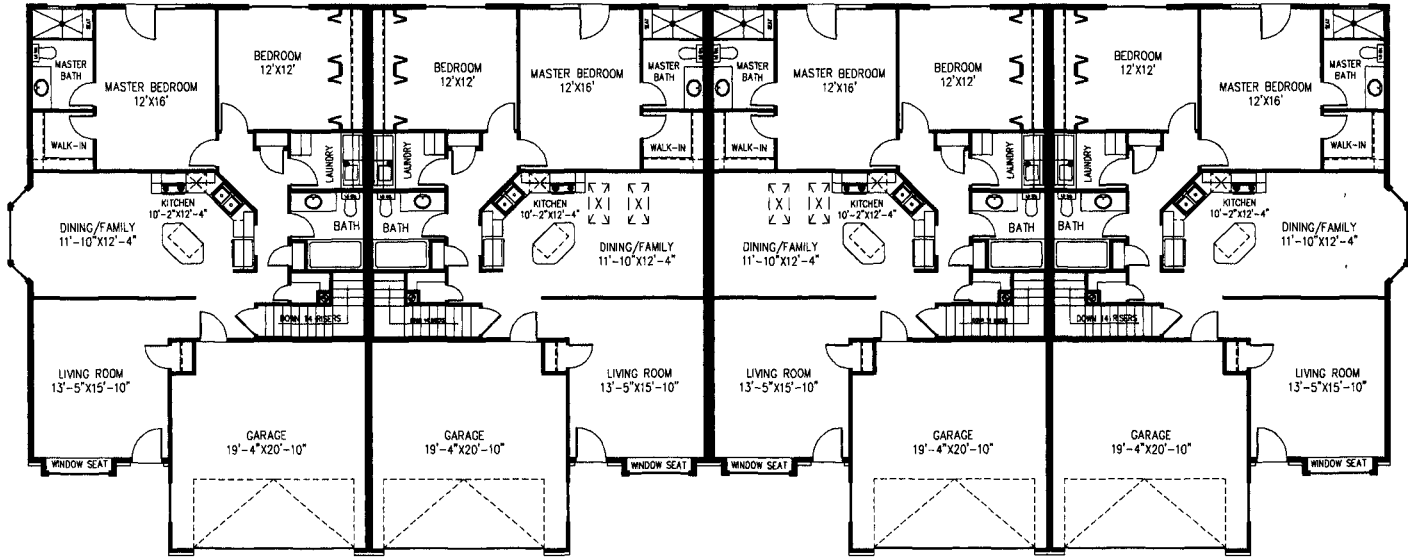 SEAT
MASTER
BATH
MASTER BEDROOM
12'X16'
BEDROOM
12'X12'
WALK-IN
LAUNDRY
KITCHEN
10'-2"X12'-4"
DINING/FAMILY
11'-10"X12'-4"
BATH
DOWN 14 RISERS
LIVING ROOM
13'-5"X15'-10"
GARAGE
19'-4"X20'-10"
WINDOW SEAT
BEDROOM
12'X12'
MASTER BEDROOM
12'X16'
SEAT
MASTER
BATH
WALK-IN
LAUNDRY
KITCHEN
10'-2"X12'-4"
BATH
DINING/FAMILY
11'-10"X12'-4"
LIVING ROOM
13'-5"X15'-10"
GARAGE
19'-4"X20'-10"
WINDOW SEAT
SEAT
MASTER
BATH
MASTER BEDROOM
12'X16'
BEDROOM
12'X12'
WALK-IN
LAUNDRY
KITCHEN
10'-2"X12'-4"
DINING/FAMILY
11'-10"X12'-4"
BATH
LIVING ROOM
13'-5"X15'-10"
GARAGE
19'-4"X20'-10"
WINDOW SEAT
BEDROOM
12'X12'
MASTER BEDROOM
12'X16'
SEAT
MASTER
BATH
WALK-IN
LAUNDRY
KITCHEN
10'-2"X12'-4"
BATH
DINING/FAMILY
11'-10"X12'-4"
DOWN 14 RISERS
LIVING ROOM
13'-5"X15'-10"
GARAGE
19'-4"X20'-10"
WINDOW SEAT